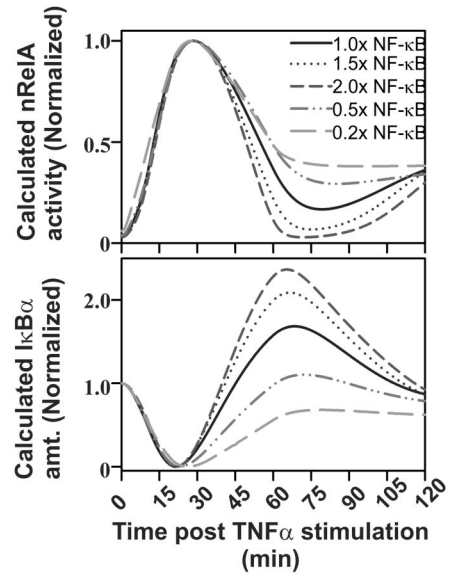 Calculated nRelA
activity (Normalized)
1.0
0.5
0
1.0x NF-κB
1.5x NF-κB
2.0x NF-κB
0.5x NF-κB
0.2x NF-κB
Calculated IκBα
amt. (Normalized)
2.0
1.0
0
0 15 30 45 60 75 90 105 120
Time post TNFα stimulation
(min)